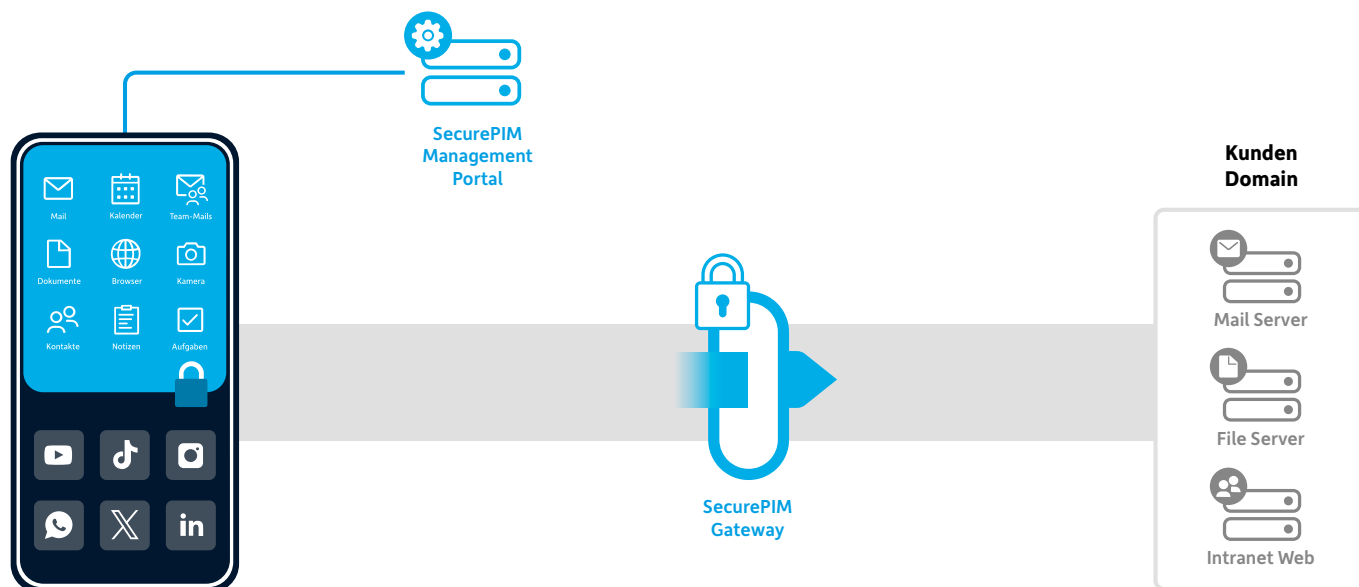 SecurePIM
Management
Portal
Kunden
Domain
Mail
Kalender
Team-Mails
Dokumente
Browser
Kamera
Kontakte
Notizen
Aufgaben
in
SecurePIM
Gateway
Mail Server
File Server
Intranet Web